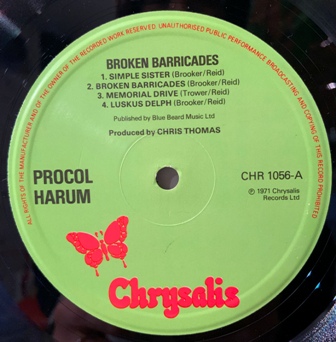 ALL RIGHTS OF THE MANUFACTURER AND OF THE OWNER OF THE RECORDED WORK RESERVED. UNAUTHORISED PUBLIC PERFORMANCE BROADCASTING AND COPYING OF THIS RECORD PROHIBITED
BROKEN BARRICADES
1. SIMPLE SISTER (Brooker/Reid)
2. BROKEN BARRICADES (Brooker/Reid)
3. MEMORIAL DRIVE (Trower/Reid)
4. LUSKUS DELPH (Brooker/Reid)
Published by Blue Beard Music Ltd
Produced by CHRIS THOMAS
PROCOL
HARUM
CHR 1056-A
℗ 1971 Chrysalis
Records Ltd
Chrysalis